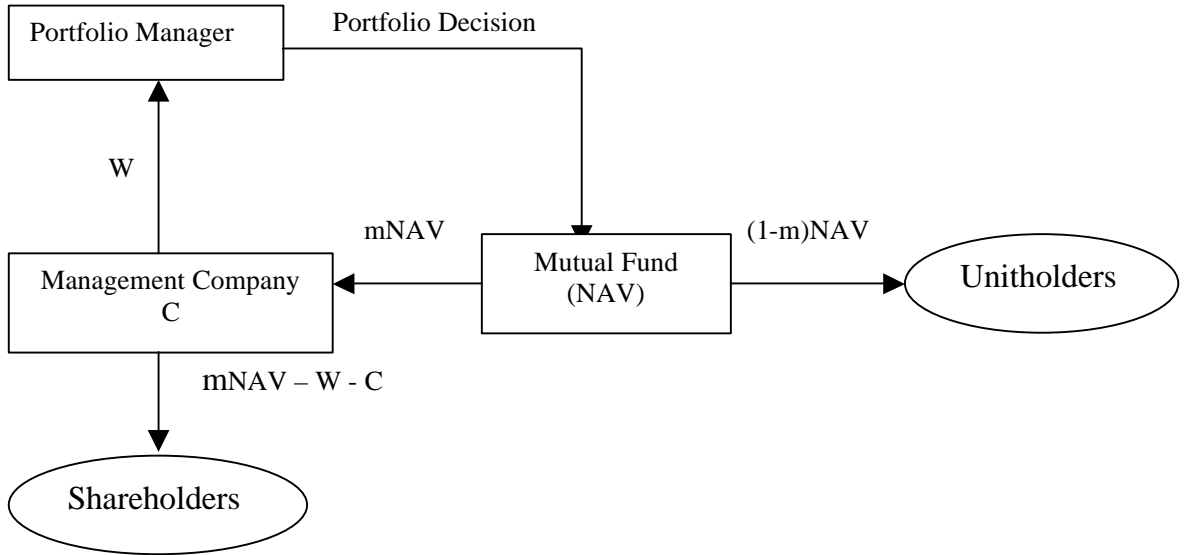 Portfolio Manager
Portfolio Decision
W
mNAV
(1-m)NAV
Mutual Fund
(NAV)
Unitholders
Management Company
C
mNAV – W - C
Shareholders